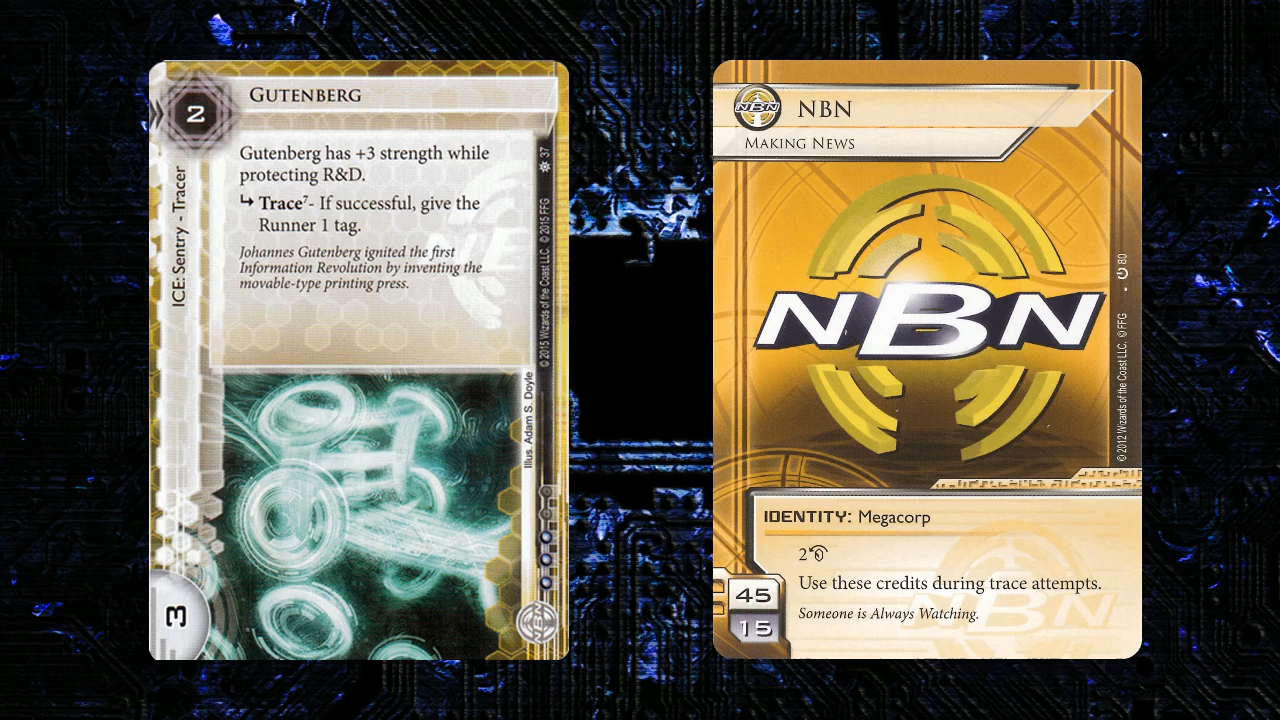 2
GUTENBERG
Gutenberg has +3 strength while
protecting R&D.
↳ Trace⁷- If successful, give the
Runner 1 tag.
Johannes Gutenberg ignited the first
Information Revolution by inventing the
movable-type printing press.
ICE: Sentry - Tracer
37
© 2015 Wizards of the Coast LLC. © 2015 FFG
Illus. Adam S. Doyle
3
NBN
NBN
NBN
MAKING NEWS
NBN
80
© 2012 Wizards of the Coast LLC. © FFG
IDENTITY: Megacorp
2
Use these credits during trace attempts.
Someone is Always Watching.
NBN
45
15